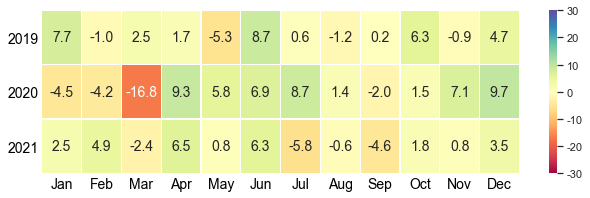 2019 7.7 -1.0 2.5 1.7 -5.3 8.7 0.6 -1.2 0.2 6.3 -0.9 4.7
2020 -4.5 -4.2 -16.8 9.3 5.8 6.9 8.7 1.4 -2.0 1.5 7.1 9.7
2021 2.5 4.9 -2.4 6.5 0.8 6.3 -5.8 -0.6 -4.6 1.8 0.8 3.5
Jan Feb Mar Apr May Jun Jul Aug Sep Oct Nov Dec
30
20
10
0
-10
-20
-30